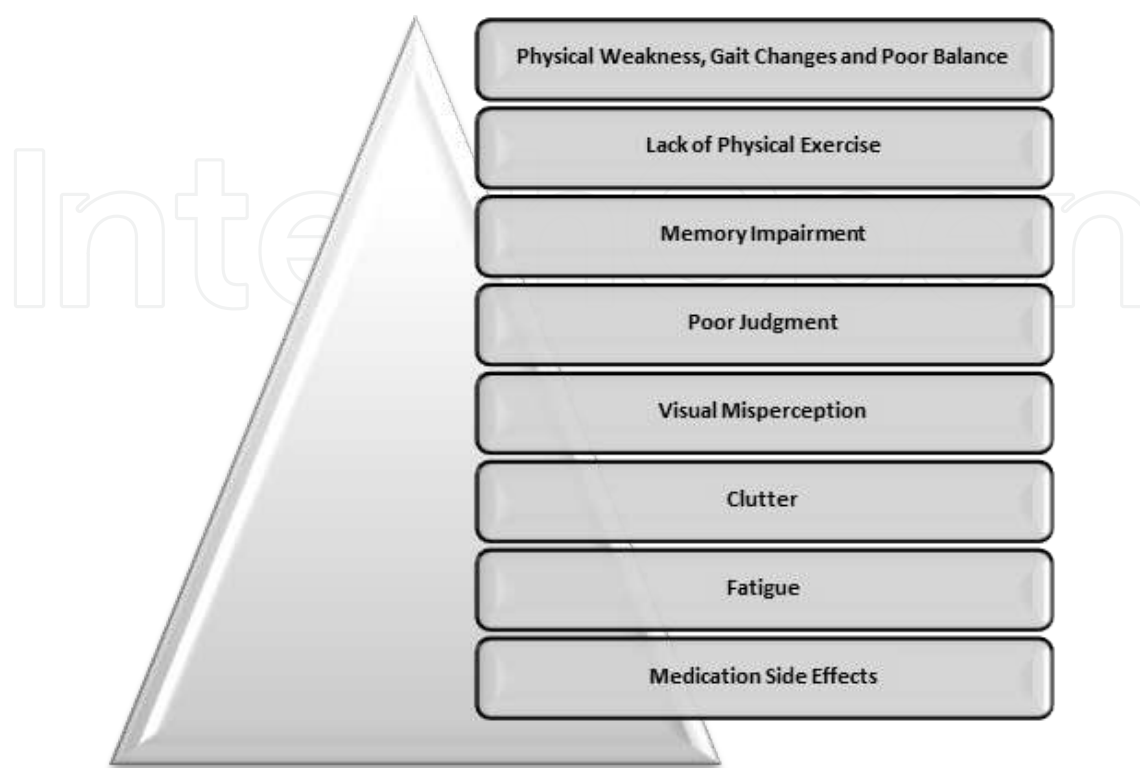 Physical Weakness, Gait Changes and Poor Balance
Lack of Physical Exercise
Memory Impairment
Poor Judgment
Visual Misperception
Clutter
Fatigue
Medication Side Effects